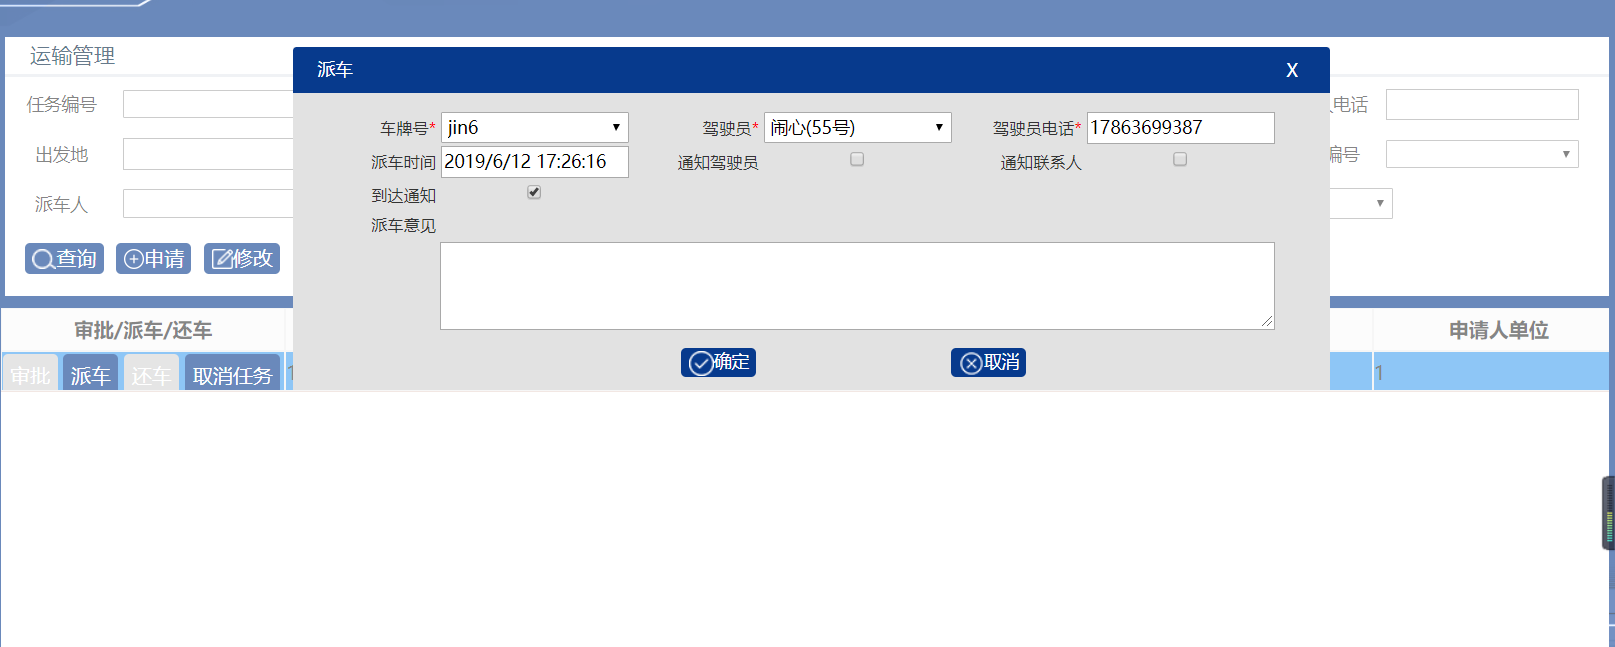 运输管理
派车 X
任务编号
电话
车牌号* jin6 驾驶员* 闹心(55号) 驾驶员电话* 17863699387
出发地
编号
派车时间 2019/6/12 17:26:16 通知驾驶员 通知联系人
到达通知
派车人
派车意见
查询 申请 修改
审批/派车/还车
申请人单位
确定 取消
审批 派车 还车 取消任务
1